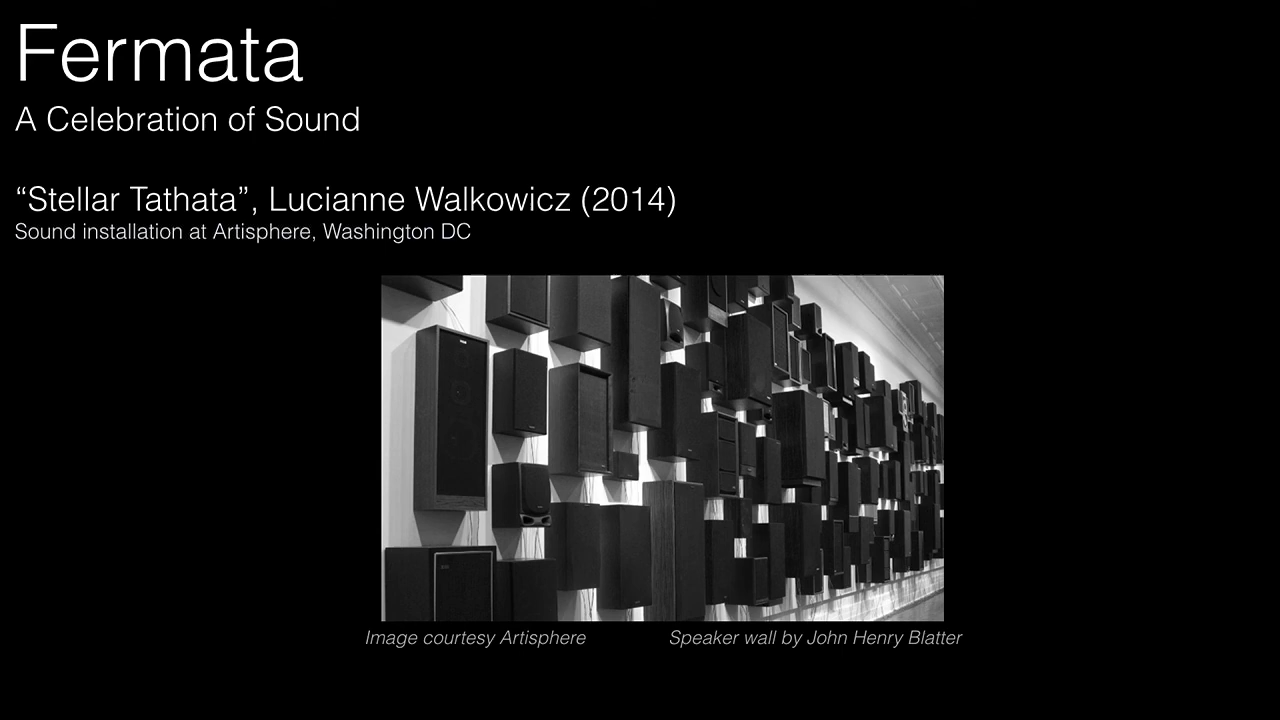 Fermata
A Celebration of Sound
“Stellar Tathata”, Lucianne Walkowicz (2014)
Sound installation at Artisphere, Washington DC
Image courtesy Artisphere
Speaker wall by John Henry Blatter